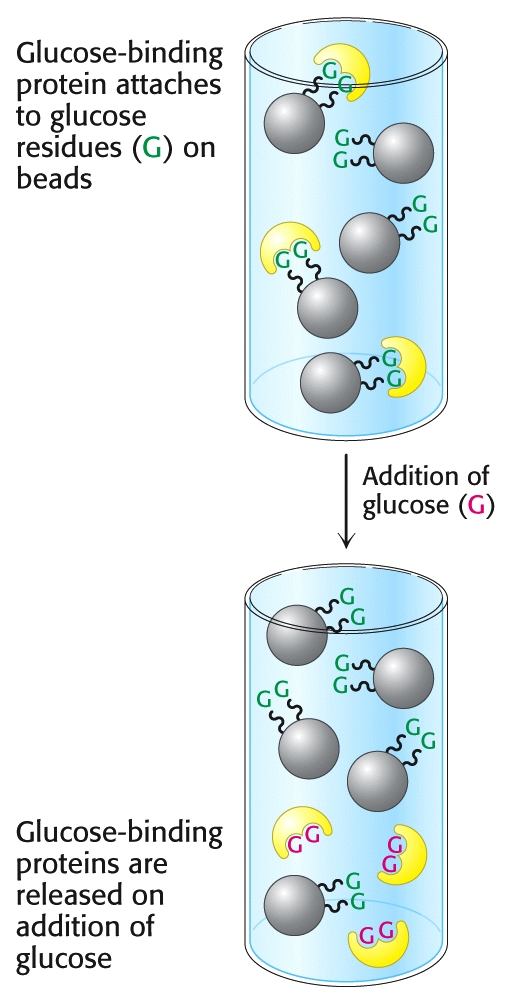 Glucose-binding
protein attaches
to glucose
residues (G) on
beads
G
G
G
G
G
G
G G
G
G
Addition of
glucose (G)
G
G
G
G
G G
G
G
G G
G
G
Glucose-binding
proteins are
released on
addition of
glucose
G
G
G G